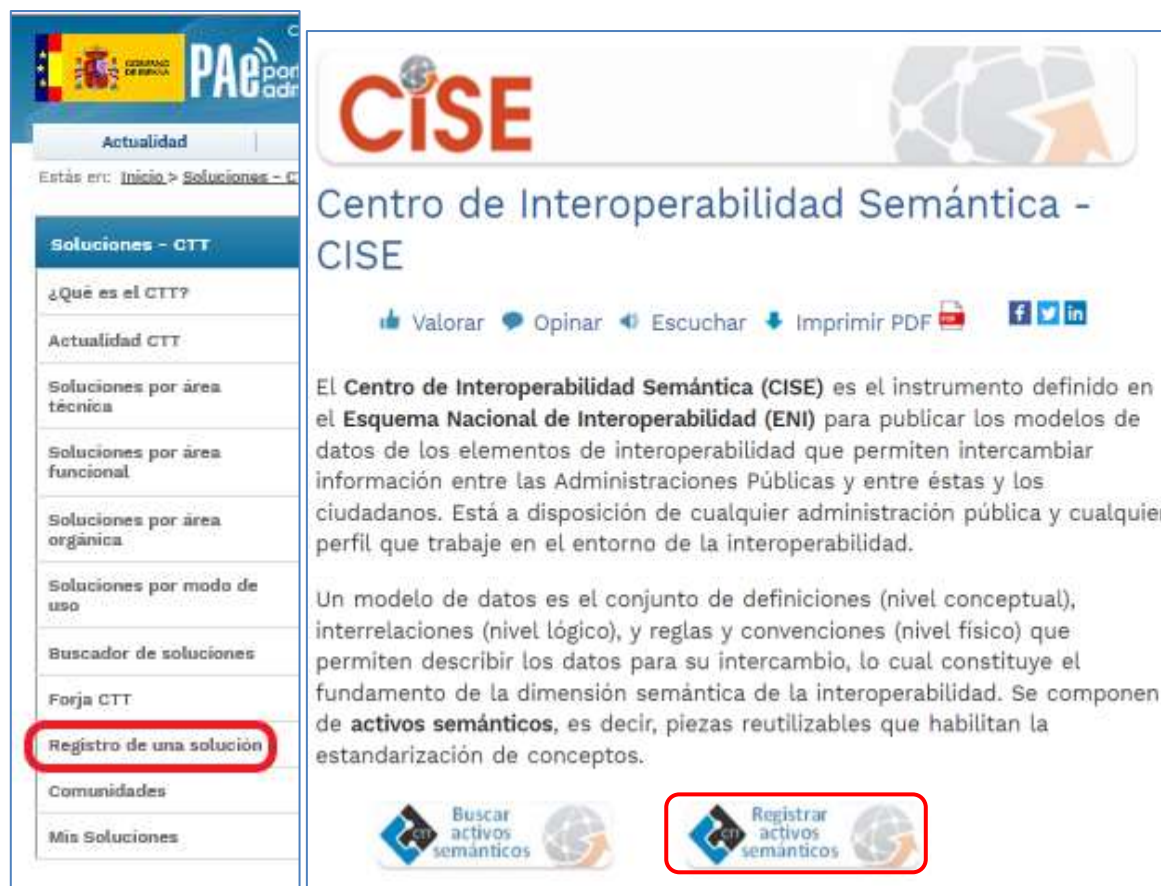 GOBIERNO
DE ESPAÑA
PAe
Actualidad
Estás en: Inicio > Soluciones - C
Soluciones - CTT
¿Qué es el CTT?
Actualidad CTT
Soluciones por área
técnica
Soluciones por área
funcional
Soluciones por área
orgánica
Soluciones por modo de
uso
Buscador de soluciones
Forja CTT
Registro de una solución
Comunidades
Mis Soluciones
CISE
Centro de Interoperabilidad Semántica -
CISE
Valorar Opinar Escuchar Imprimir PDF
El Centro de Interoperabilidad Semántica (CISE) es el instrumento definido en
el Esquema Nacional de Interoperabilidad (ENI) para publicar los modelos de
datos de los elementos de interoperabilidad que permiten intercambiar
información entre las Administraciones Públicas y entre éstas y los
ciudadanos. Está a disposición de cualquier administración pública y cualquier
perfil que trabaje en el entorno de la interoperabilidad.
Un modelo de datos es el conjunto de definiciones (nivel conceptual),
interrelaciones (nivel lógico), y reglas y convenciones (nivel físico) que
permiten describir los datos para su intercambio, lo cual constituye el
fundamento de la dimensión semántica de la interoperabilidad. Se componen
de activos semánticos, es decir, piezas reutilizables que habilitan la
estandarización de conceptos.
CTT Buscar
activos
semánticos
CTT Registrar
activos
semánticos